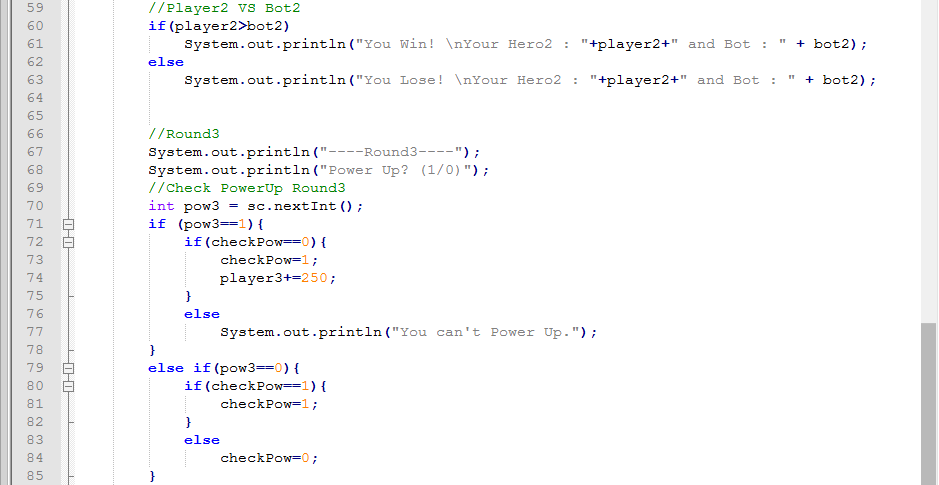 59 //Player2 VS Bot2
60 if(player2>bot2)
61 System.out.println("You Win! \nYour Hero2 : "+player2+" and Bot : " + bot2);
62 else
63 System.out.println("You Lose! \nYour Hero2 : "+player2+" and Bot : " + bot2);
64
65
66 //Round3
67 System.out.println("----Round3----");
68 System.out.println("Power Up? (1/0)");
69 //Check PowerUp Round3
70 int pow3 = sc.nextInt();
71 if (pow3==1){
72 if(checkPow==0){
73 checkPow=1;
74 player3+=250;
75 }
76 else
77 System.out.println("You can't Power Up.");
78 }
79 else if(pow3==0){
80 if(checkPow==1){
81 checkPow=1;
82 }
83 else
84 checkPow=0;
85 }